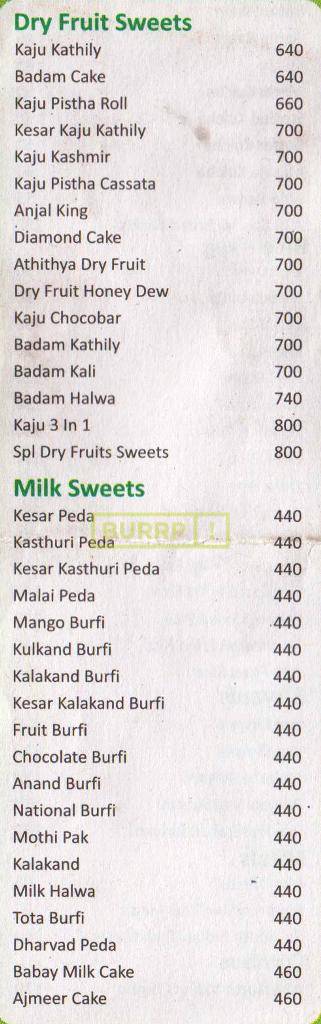 Dry Fruit Sweets
Kaju Kathily 640
Badam Cake 640
Kaju Pistha Roll 660
Kesar Kaju Kathily 700
Kaju Kashmir 700
Kaju Pistha Cassata 700
Anjal King 700
Diamond Cake 700
Athithya Dry Fruit 700
Dry Fruit Honey Dew 700
Kaju Chocobar 700
Badam Kathily 700
Badam Kali 700
Badam Halwa 740
Kaju 3 In 1 800
Spl Dry Fruits Sweets 800
Milk Sweets
Kesar Peda 440
BURRP!
Kasthuri Peda 440
Kesar Kasthuri Peda 440
Malai Peda 440
Mango Burfi 440
Kulkand Burfi 440
Kalakand Burfi 440
Kesar Kalakand Burfi 440
Fruit Burfi 440
Chocolate Burfi 440
Anand Burfi 440
National Burfi 440
Mothi Pak 440
Kalakand 440
Milk Halwa 440
Tota Burfi 440
Dharvad Peda 440
Babay Milk Cake 460
Ajmeer Cake 460